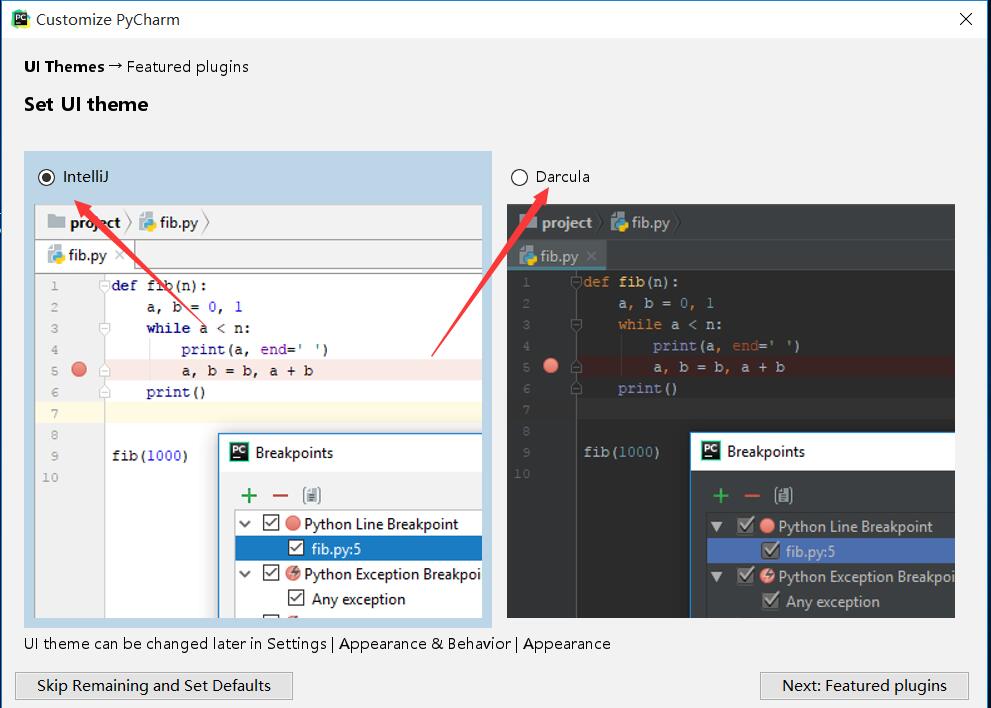 PC Customize PyCharm
UI Themes → Featured plugins
Set UI theme
IntelliJ
project fib.py
fib.py
1 def fib(n):
2 a, b = 0, 1
3 while a < n:
4 print(a, end=' ')
5 a, b = b, a + b
6 print()
7
8
9 fib(1000)
10
PC Breakpoints
Python Line Breakpoint
fib.py:5
Python Exception Breakpoi
Any exception
Darcula
project fib.py
fib.py
1 def fib(n):
2 a, b = 0, 1
3 while a < n:
4 print(a, end=' ')
5 a, b = b, a + b
6 print()
7
8
9 fib(1000)
10
PC Breakpoints
Python Line Breakpoint
fib.py:5
Python Exception Breakpoi
Any exception
UI theme can be changed later in Settings | Appearance & Behavior | Appearance
Skip Remaining and Set Defaults
Next: Featured plugins